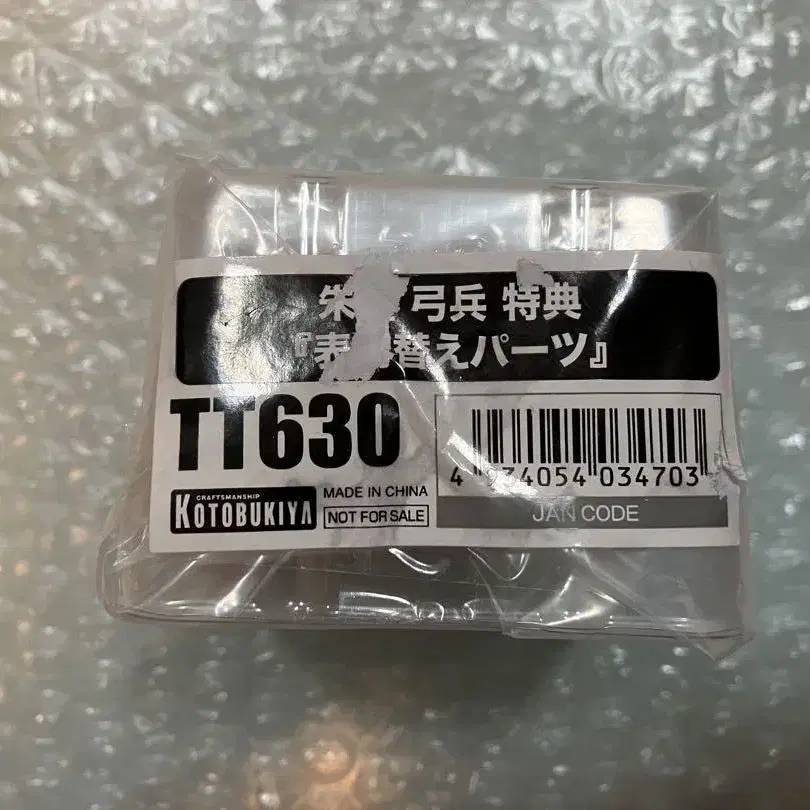 朱 弓兵 特典
『表 替えパーツ』
TT630
CRAFTSMANSHIP
KOTOBUKIYA
MADE IN CHINA
NOT FOR SALE
4 34054 034703
JAN CODE